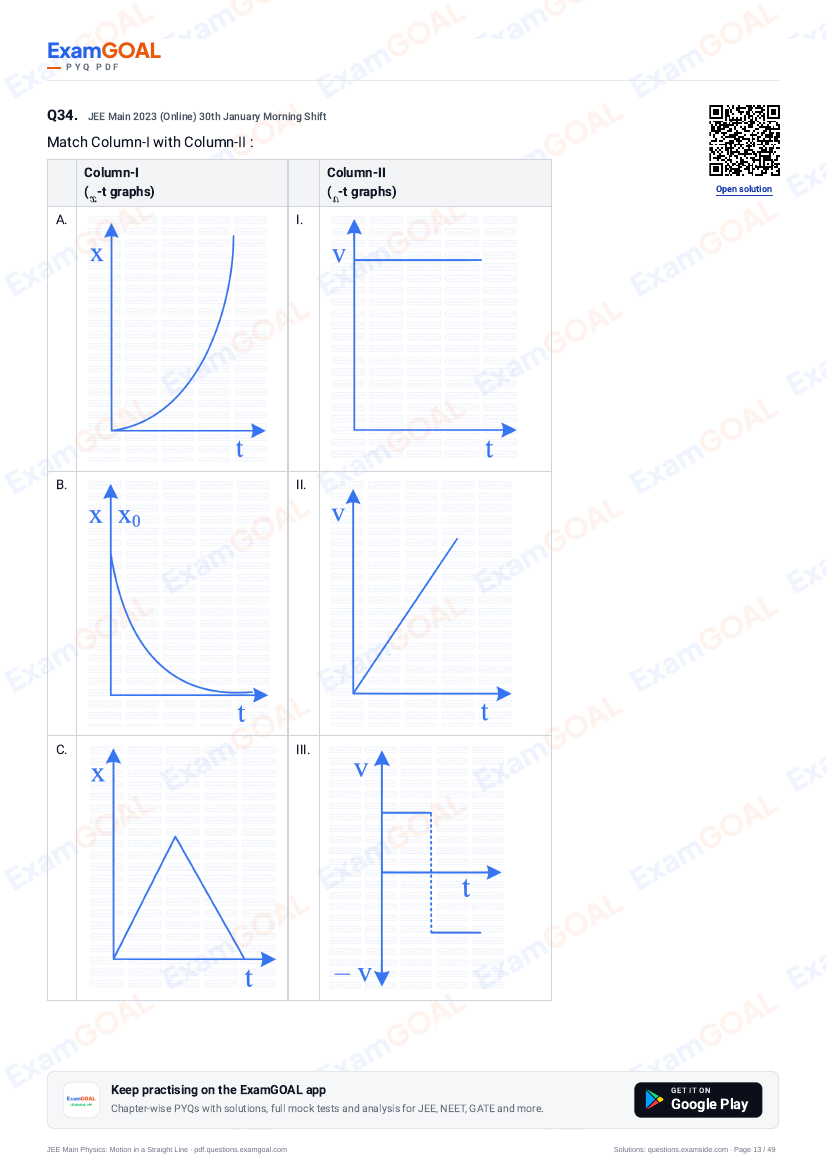 ExamGOAL
PYQ PDF
Q34. JEE Main 2023 (Online) 30th January Morning Shift
Match Column-I with Column-II :
Open solution
Column-I
(x-t graphs)
Column-II
(-t graphs)
A.
x
t
I.
v
t
B.
x x₀
t
II.
v
t
C.
x
t
III.
v
t
— v
Keep practising on the ExamGOAL app
Chapter-wise PYQs with solutions, full mock tests and analysis for JEE, NEET, GATE and more.
GET IT ON
Google Play
JEE Main Physics: Motion in a Straight Line · pdf.questions.examgoal.com
Solutions: questions.examside.com · Page 13 / 49